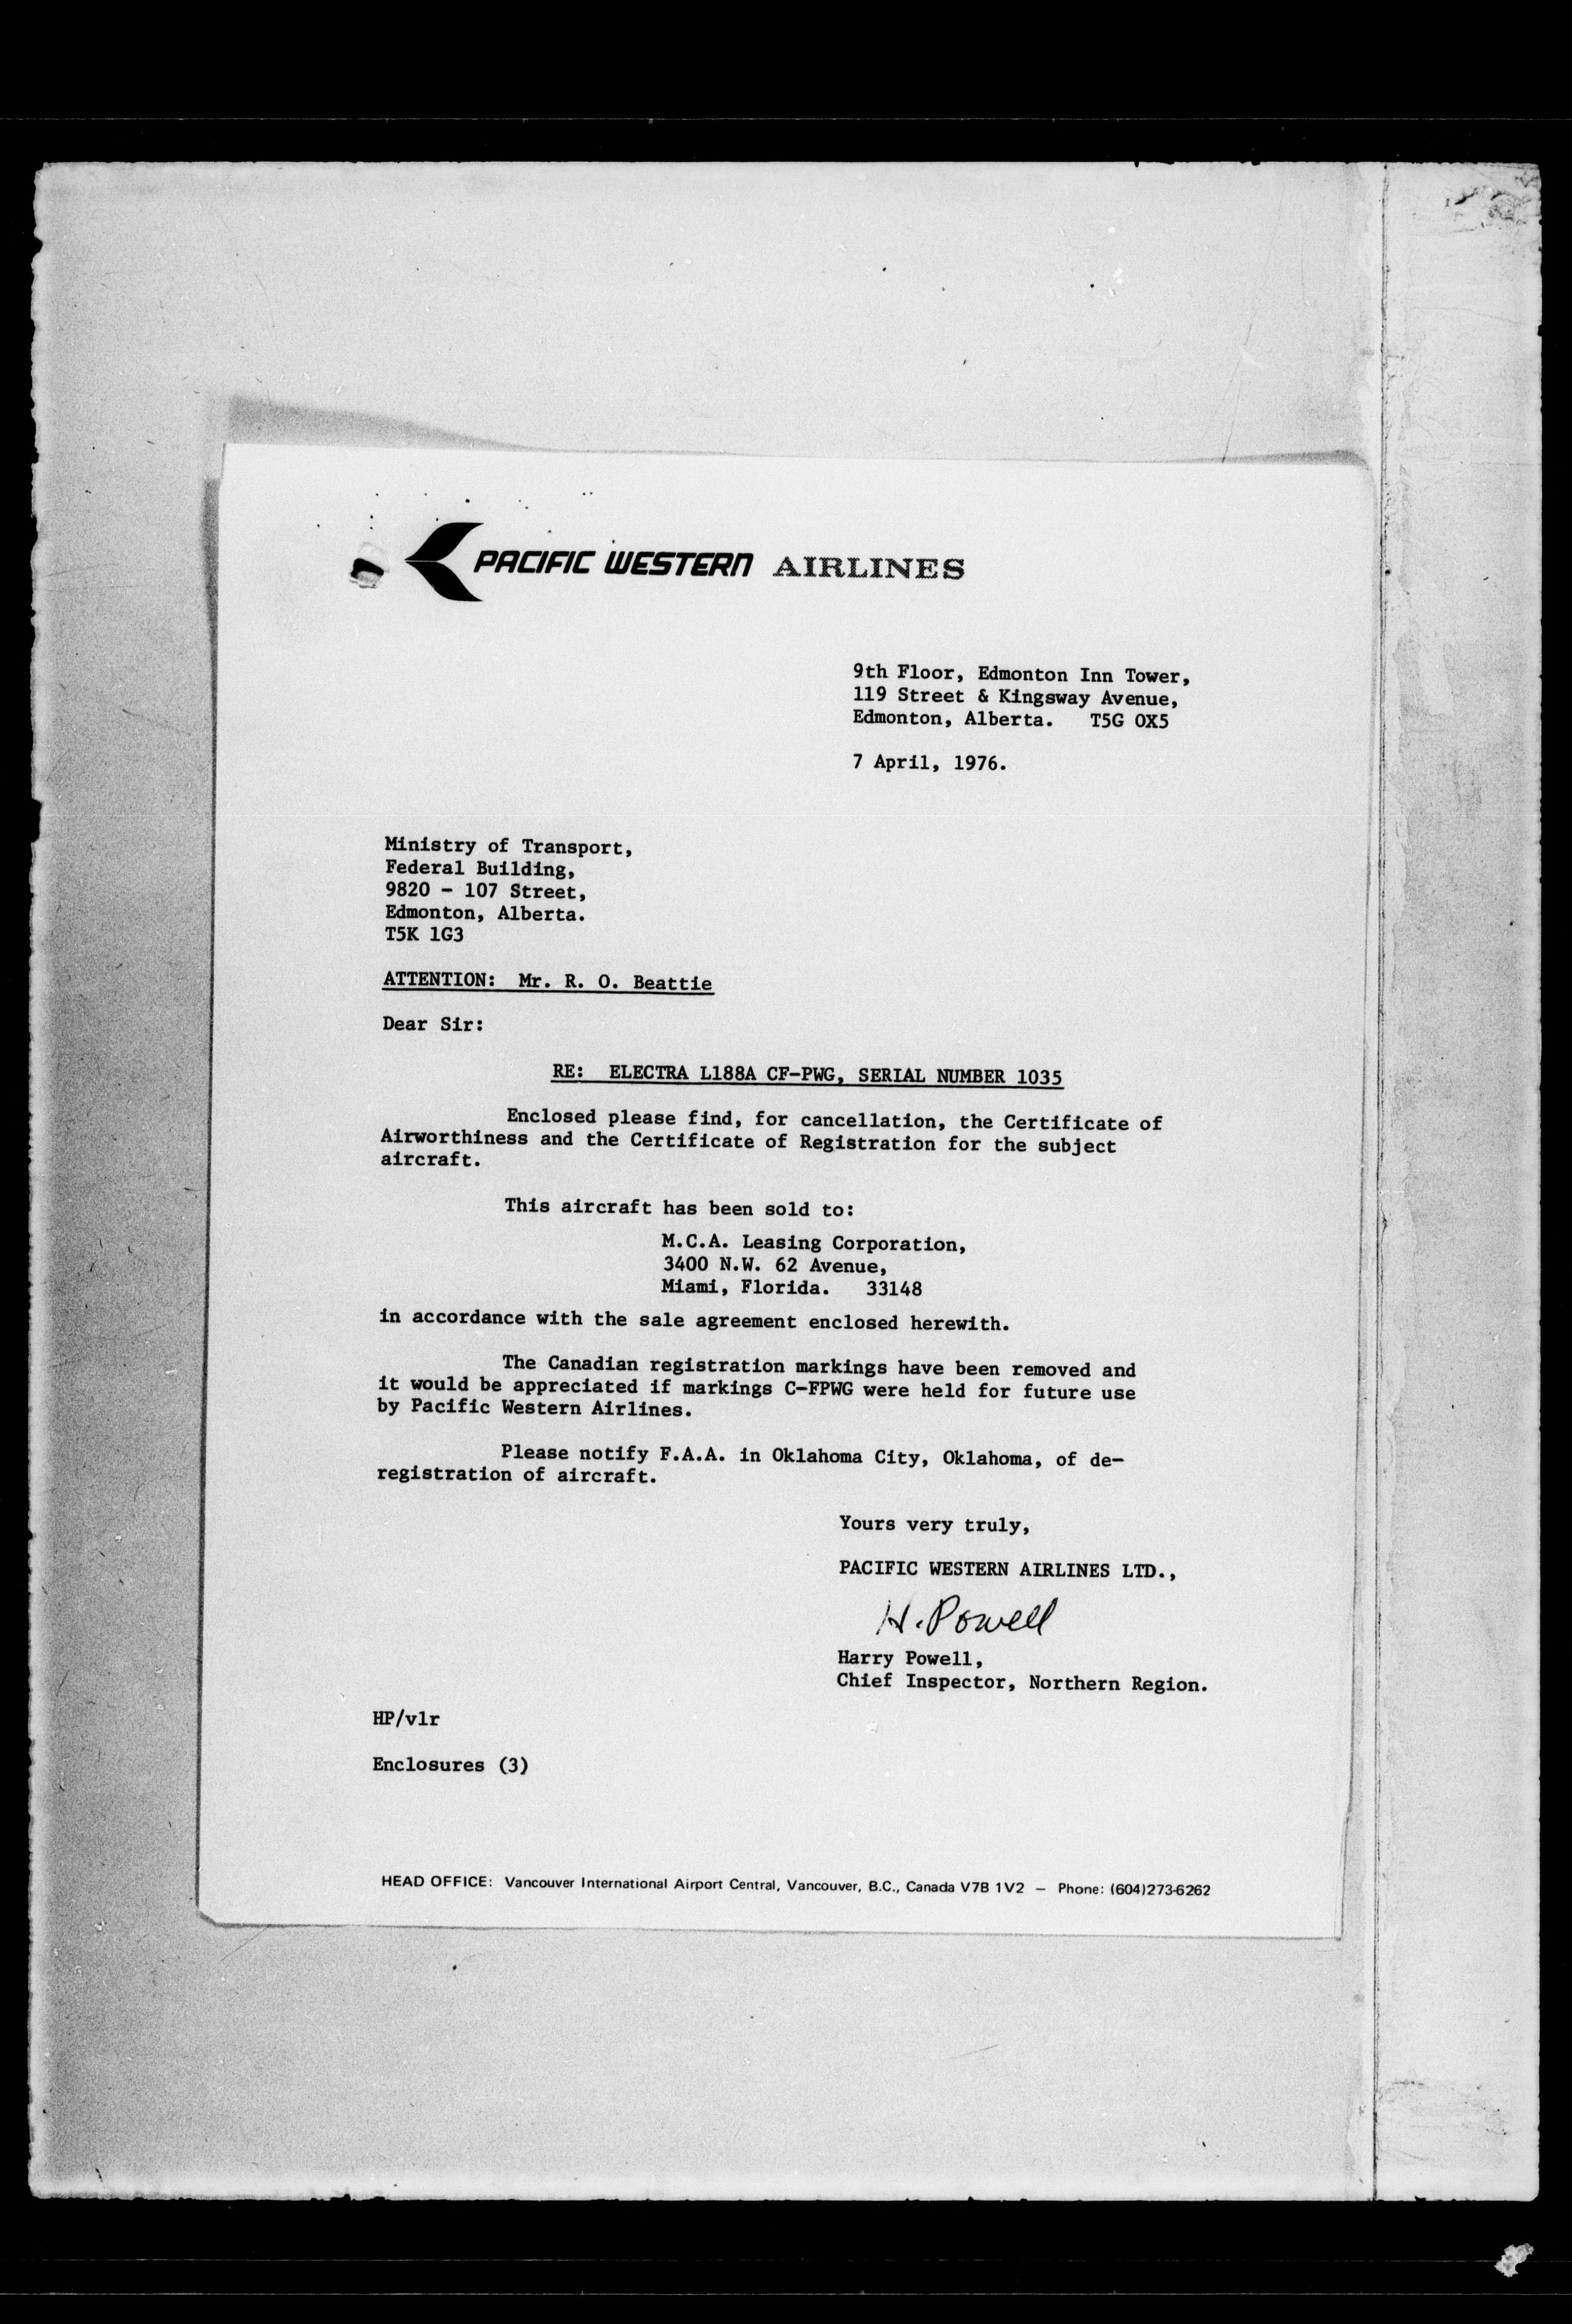 PACIFIC WESTERN AIRLINES
9th Floor, Edmonton Inn Tower,
119 Street & Kingsway Avenue,
Edmonton, Alberta. T5G OX5
7 April, 1976.
Ministry of Transport,
Federal Building,
9820 - 107 Street,
Edmonton, Alberta.
T5K 1G3
ATTENTION: Mr. R. O. Beattie
Dear Sir:
RE: ELECTRA L188A CF-PWG, SERIAL NUMBER 1035
Enclosed please find, for cancellation, the Certificate of
Airworthiness and the Certificate of Registration for the subject
aircraft.
This aircraft has been sold to:
M.C.A. Leasing Corporation,
3400 N.W. 62 Avenue,
Miami, Florida. 33148
in accordance with the sale agreement enclosed herewith.
The Canadian registration markings have been removed and
it would be appreciated if markings C-FPWG were held for future use
by Pacific Western Airlines.
Please notify F.A.A. in Oklahoma City, Oklahoma, of de-
registration of aircraft.
Yours very truly,
PACIFIC WESTERN AIRLINES LTD.,
H. Powell
Harry Powell,
Chief Inspector, Northern Region.
HP/vlr
Enclosures (3)
HEAD OFFICE: Vancouver International Airport Central, Vancouver, B.C., Canada V7B 1V2 — Phone: (604)273-6262